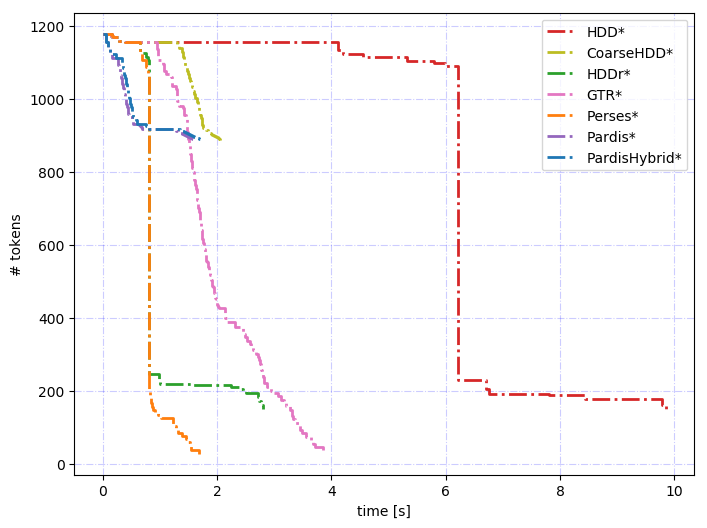 1200
1000
800
600
400
200
0
# tokens
0 2 4 6 8 10
time [s]
HDD*
CoarseHDD*
HDDr*
GTR*
Perses*
Pardis*
PardisHybrid*